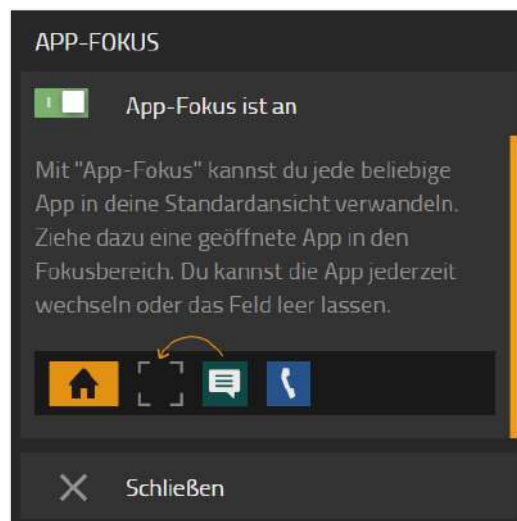 APP-FOKUS
App-Fokus ist an
Mit "App-Fokus" kannst du jede beliebige
App in deine Standardansicht verwandeln.
Ziehe dazu eine geöffnete App in den
Fokusbereich. Du kannst die App jederzeit
wechseln oder das Feld leer lassen.
Schließen